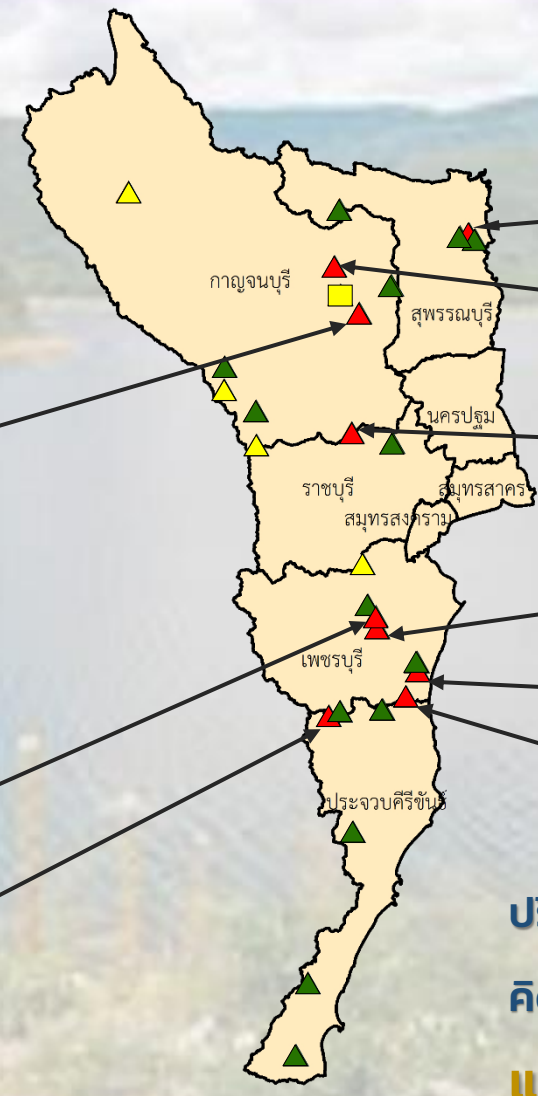 กาญจนบุรี
สุพรรณบุรี
นครปฐม
ราชบุรี
สมุทรสาคร
สมุทรสงคราม
เพชรบุรี
ประจวบคีรีขันธ์